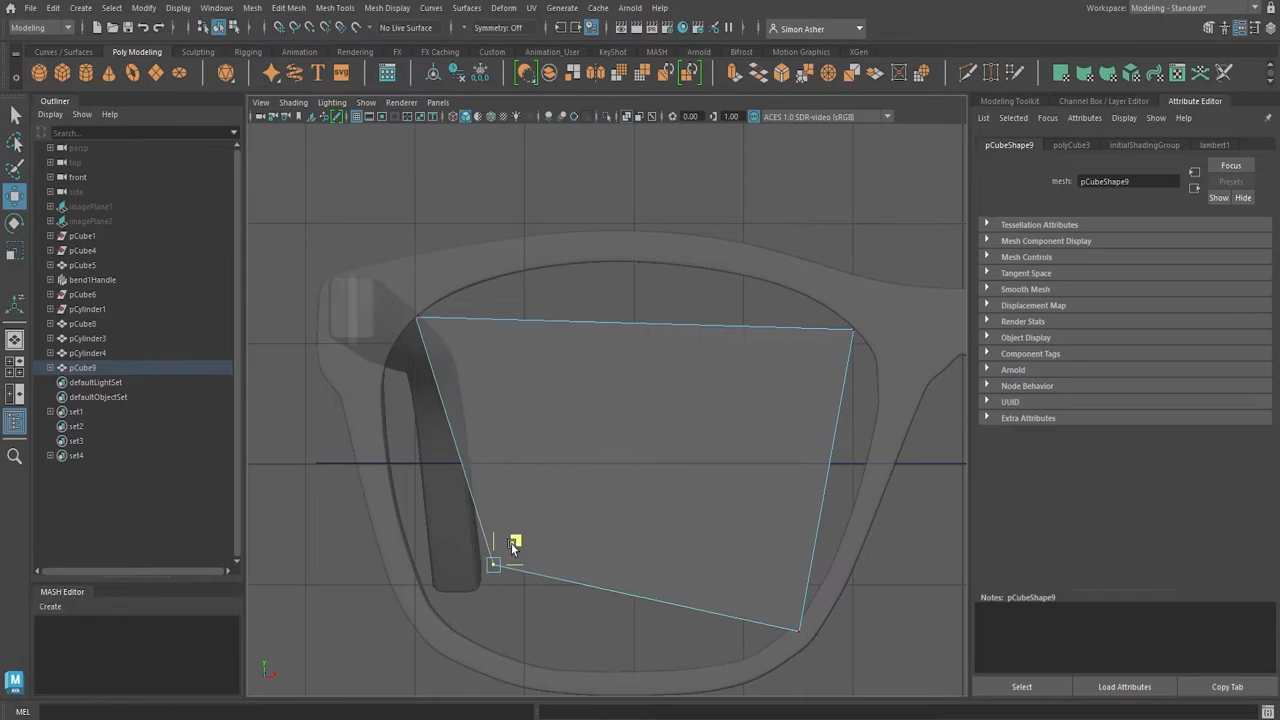 File Edit Create Select Modify Display Windows Mesh Edit Mesh Mesh Tools Mesh Display Curves Surfaces Deform UV Generate Cache Arnold Help Workspace: Modeling - Standard*
Modeling No Live Surface Symmetry: Off Simon Asher
Curves / Surfaces Poly Modeling Sculpting Rigging Animation Rendering FX FX Caching Custom Animation_User KeyShot MASH Arnold Bifrost Motion Graphics XGen
Outliner
Display Show Help
Search...
persp
top
front
side
imagePlane1
imagePlane2
pCube1
pCube4
pCube5
bend1Handle
pCube6
pCylinder1
pCube8
pCylinder3
pCylinder4
pCube9
defaultLightSet
defaultObjectSet
set1
set2
set3
set4
MASH Editor
Create
View Shading Lighting Show Renderer Panels
0.00 1.00 ACES 1.0 SDR-video (sRGB)
Modeling Toolkit Channel Box / Layer Editor Attribute Editor
List Selected Focus Attributes Display Show Help
pCubeShape9 polyCube3 initialShadingGroup lambert1
Focus
mesh: pCubeShape9 Presets
Show Hide
Tessellation Attributes
Mesh Component Display
Mesh Controls
Tangent Space
Smooth Mesh
Displacement Map
Render Stats
Object Display
Component Tags
Arnold
Node Behavior
UUID
Extra Attributes
Notes: pCubeShape9
Select Load Attributes Copy Tab
MEL